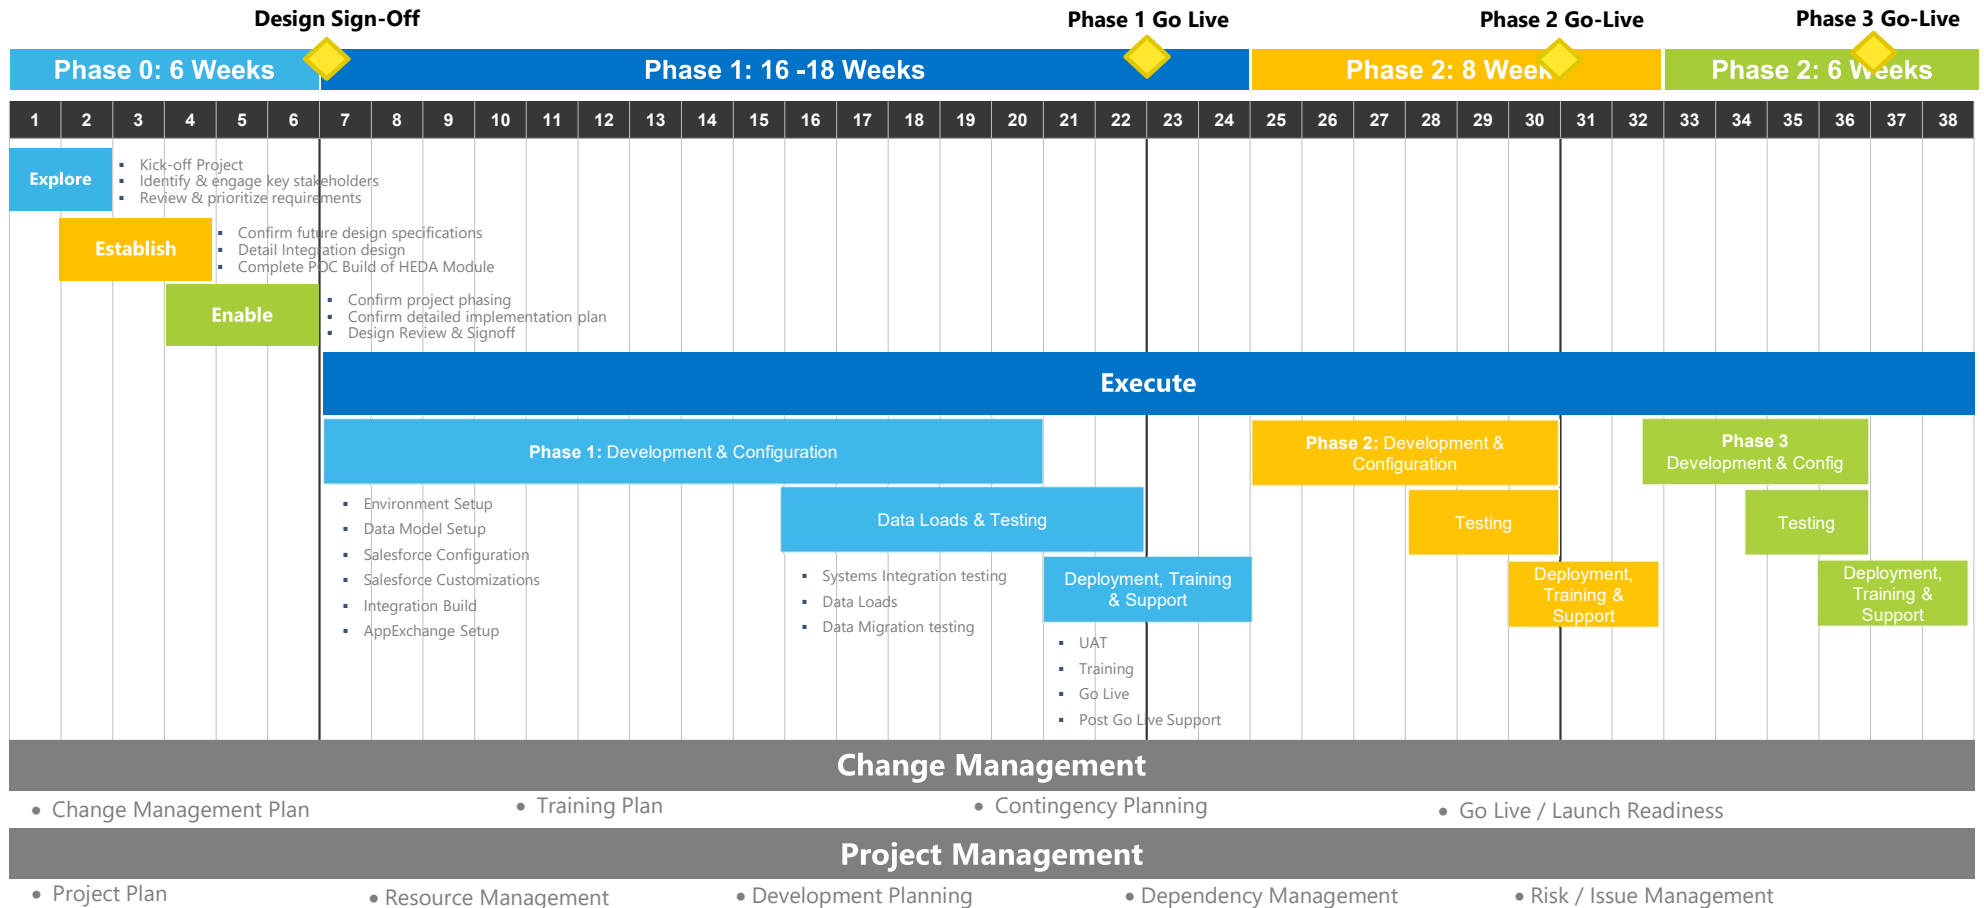 Design Sign-Off
Phase 1 Go Live
Phase 2 Go-Live
Phase 3 Go-Live
Phase 0: 6 Weeks
Phase 1: 16 -18 Weeks
Phase 2: 8 Week
Phase 2: 6 Weeks
1 2 3 4 5 6 7 8 9 10 11 12 13 14 15 16 17 18 19 20 21 22 23 24 25 26 27 28 29 30 31 32 33 34 35 36 37 38
Explore
▪ Kick-off Project
▪ Identify & engage key stakeholders
▪ Review & prioritize requirements
Establish
▪ Confirm future design specifications
▪ Detail Integration design
▪ Complete POC Build of HEDA Module
Enable
▪ Confirm project phasing
▪ Confirm detailed implementation plan
▪ Design Review & Signoff
Execute
Phase 1: Development & Configuration
Phase 2: Development &
Configuration
Phase 3
Development & Config
▪ Environment Setup
▪ Data Model Setup
▪ Salesforce Configuration
▪ Salesforce Customizations
▪ Integration Build
▪ AppExchange Setup
Data Loads & Testing
Testing
Testing
▪ Systems Integration testing
▪ Data Loads
▪ Data Migration testing
Deployment, Training
& Support
Deployment,
Training &
Support
Deployment,
Training &
Support
▪ UAT
▪ Training
▪ Go Live
▪ Post Go Live Support
Change Management
• Change Management Plan
• Training Plan
• Contingency Planning
• Go Live / Launch Readiness
Project Management
• Project Plan
• Resource Management
• Development Planning
• Dependency Management
• Risk / Issue Management